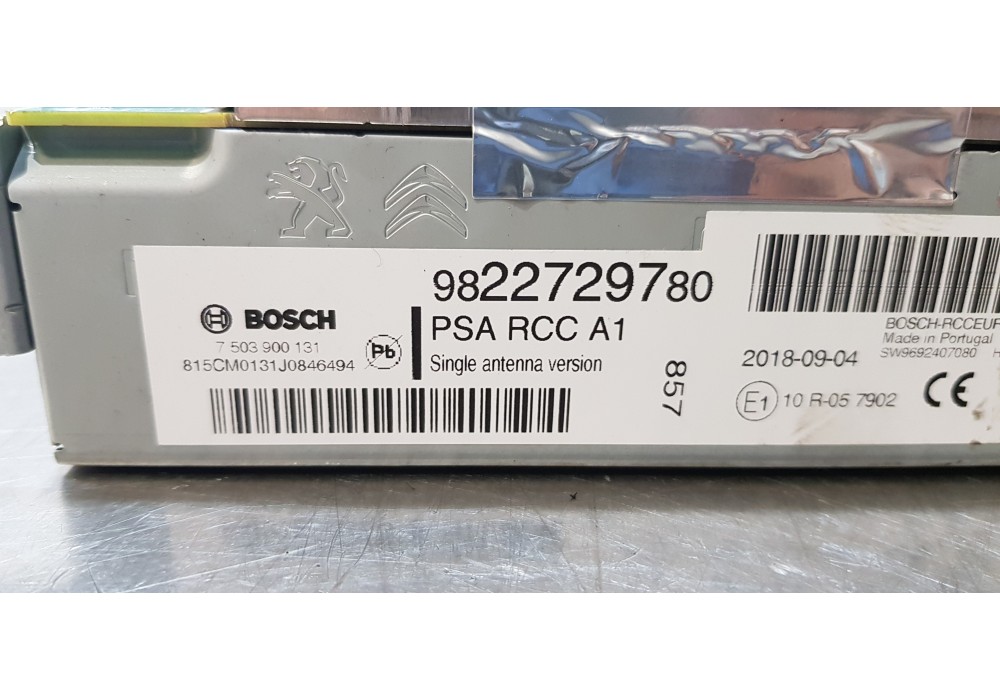 9822729780
BOSCH
7 503 900 131
815CM0131J0846494
Pb
PSA RCC A1
Single antenna version
857
BOSCH-RCCEUR
Made in Portugal
2018-09-04
SW9692407080 H
E1
10 R-05 7902
CE